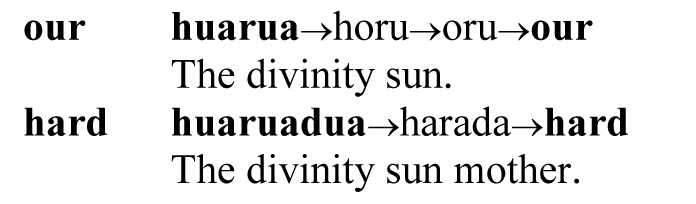 our huarua→horu→oru→our
The divinity sun.
hard huaruadua→harada→hard
The divinity sun mother.